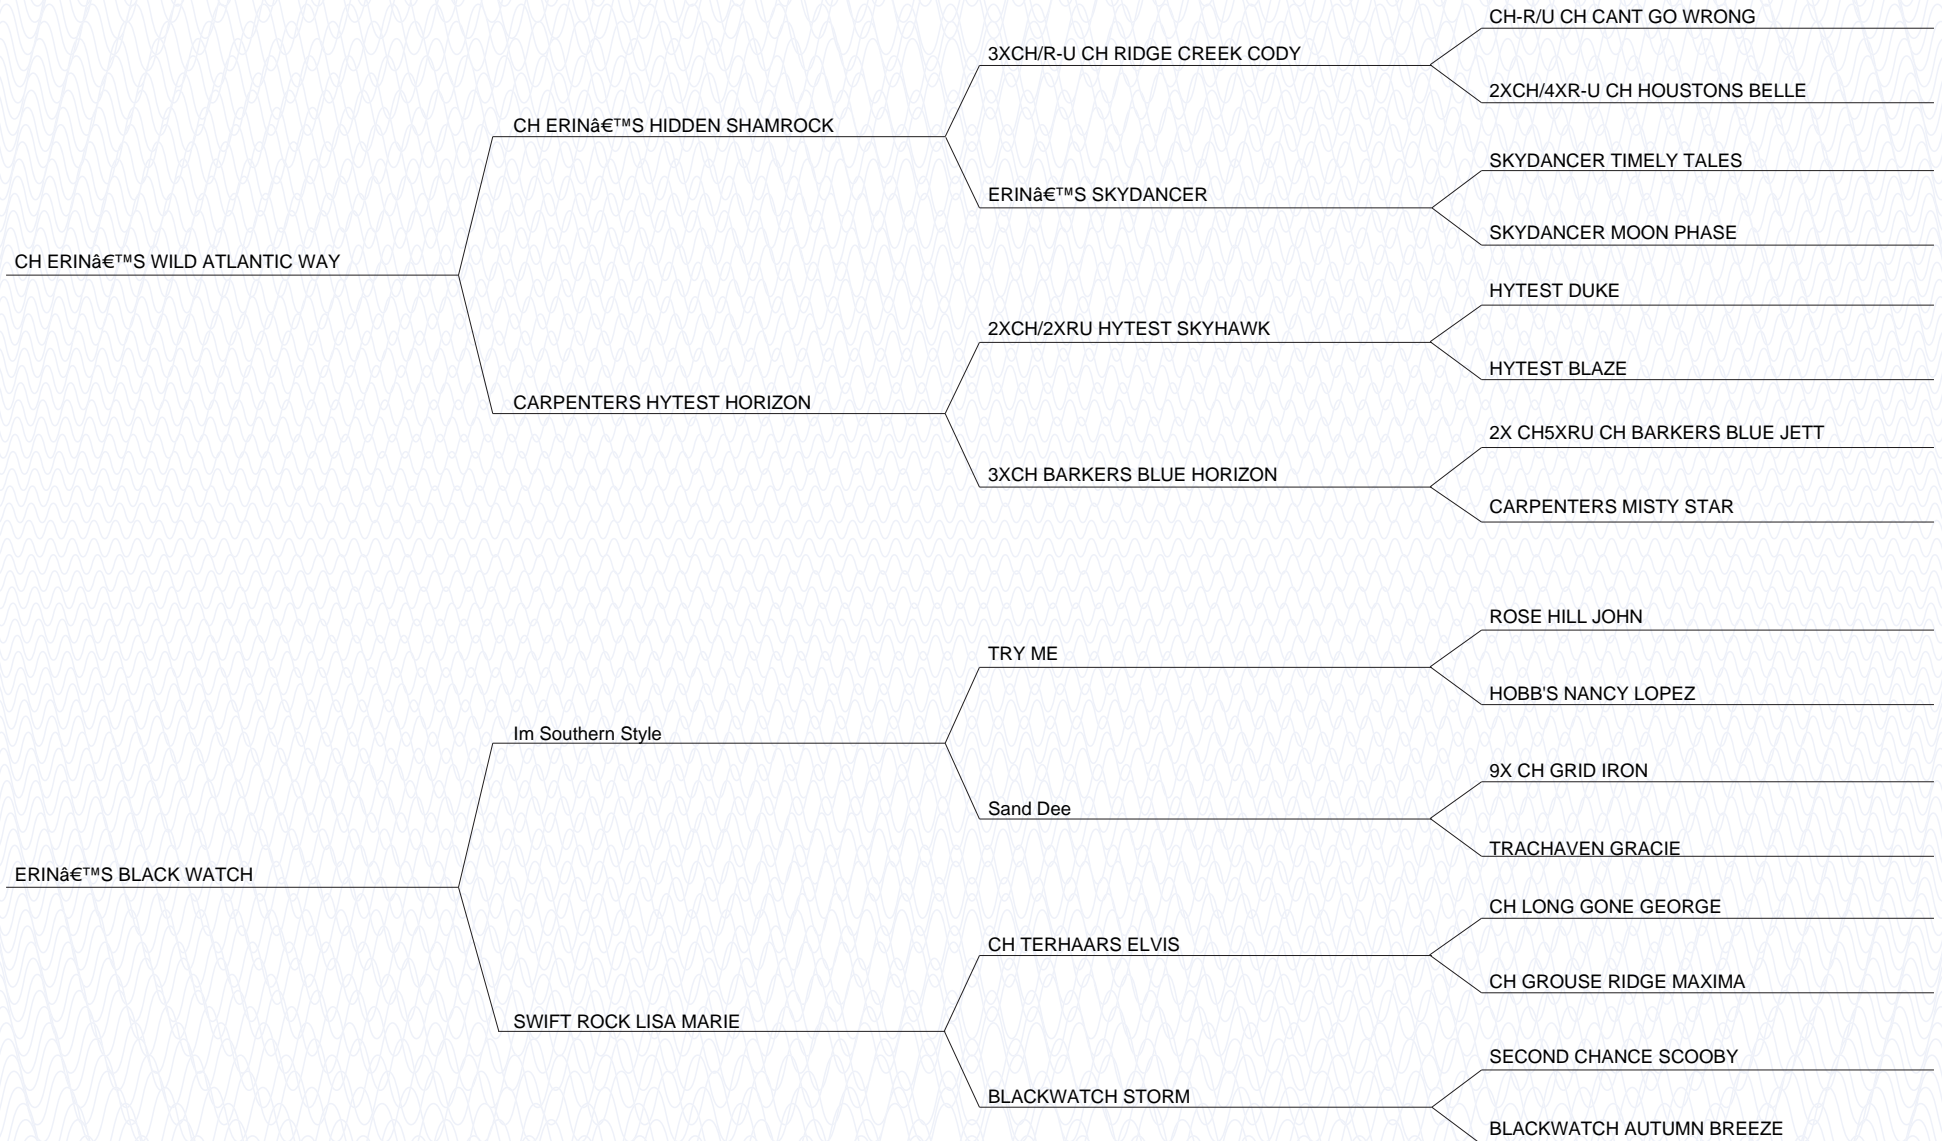 CH-R/U CH CANT GO WRONG
3XCH/R-U CH RIDGE CREEK CODY
2XCH/4XR-U CH HOUSTONS BELLE
CH ERINâ€™S HIDDEN SHAMROCK
SKYDANCER TIMELY TALES
ERINâ€™S SKYDANCER
SKYDANCER MOON PHASE
CH ERINâ€™S WILD ATLANTIC WAY
HYTEST DUKE
2XCH/2XRU HYTEST SKYHAWK
HYTEST BLAZE
CARPENTERS HYTEST HORIZON
2X CH5XRU CH BARKERS BLUE JETT
3XCH BARKERS BLUE HORIZON
CARPENTERS MISTY STAR
ROSE HILL JOHN
TRY ME
HOBB'S NANCY LOPEZ
Im Southern Style
9X CH GRID IRON
Sand Dee
TRACHAVEN GRACIE
ERINâ€™S BLACK WATCH
CH LONG GONE GEORGE
CH TERHAARS ELVIS
CH GROUSE RIDGE MAXIMA
SWIFT ROCK LISA MARIE
SECOND CHANCE SCOOBY
BLACKWATCH STORM
BLACKWATCH AUTUMN BREEZE